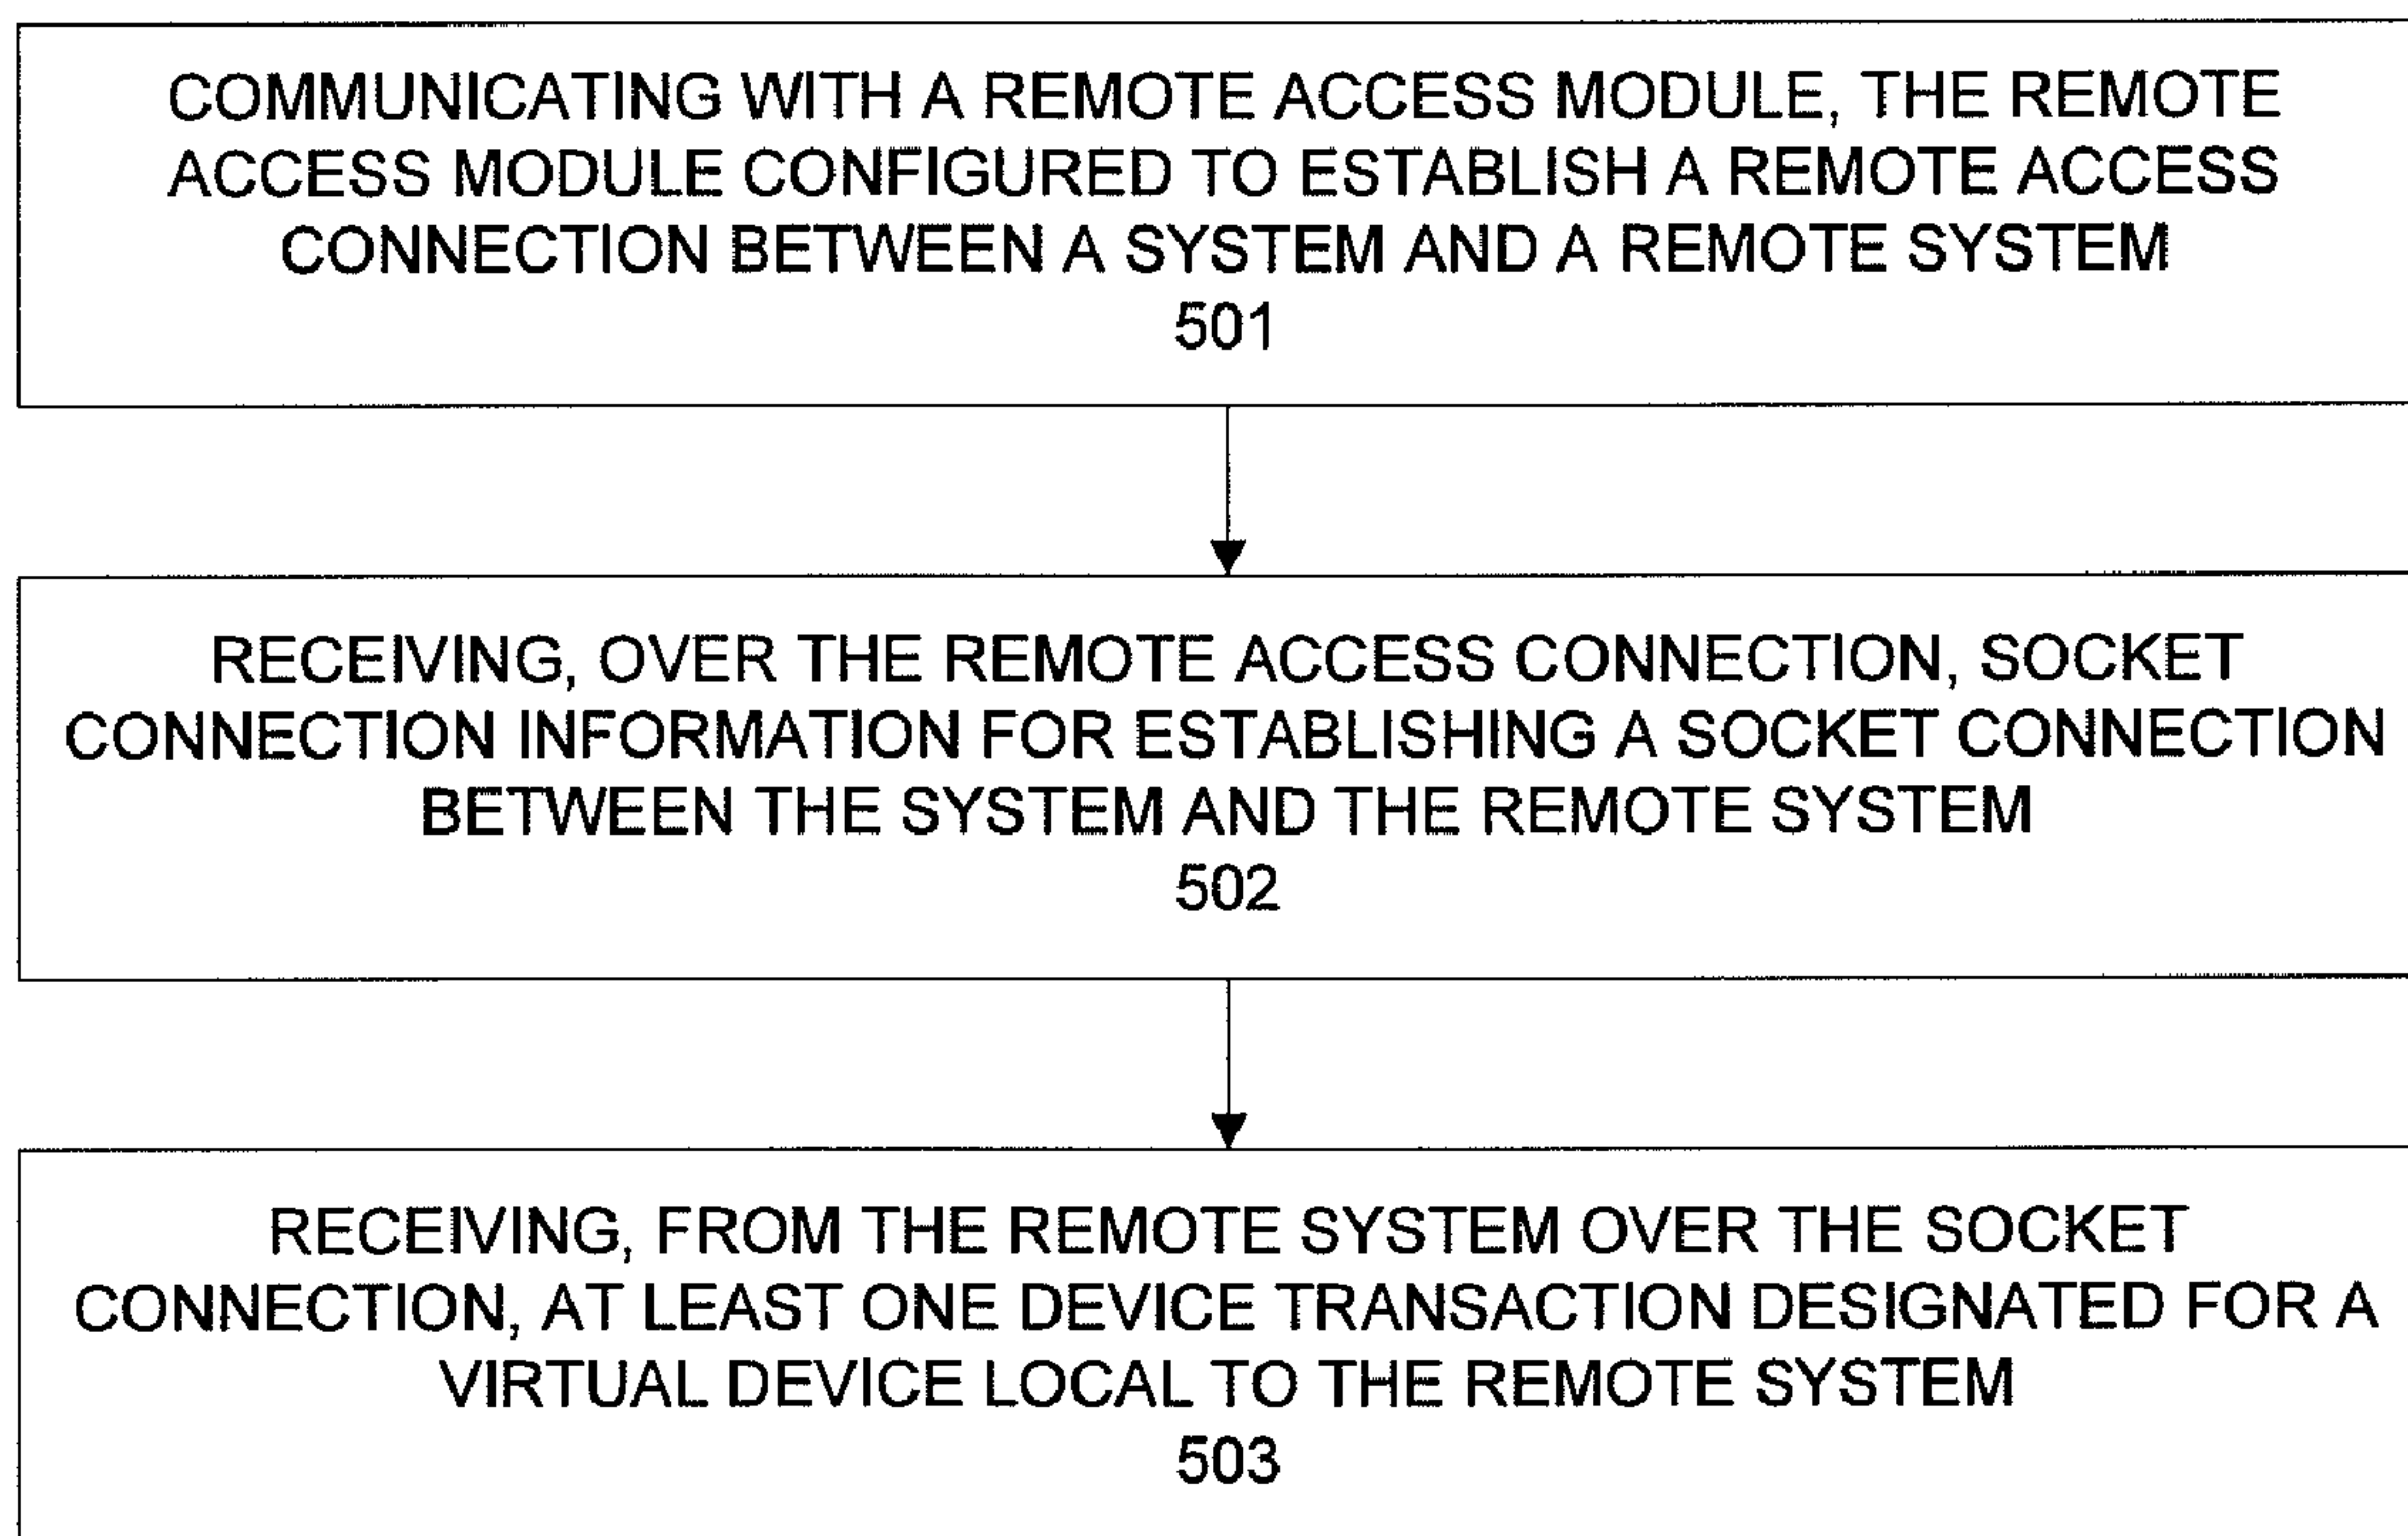 COMMUNICATING WITH A REMOTE ACCESS MODULE, THE REMOTE
ACCESS MODULE CONFIGURED TO ESTABLISH A REMOTE ACCESS
CONNECTION BETWEEN A SYSTEM AND A REMOTE SYSTEM
501
RECEIVING, OVER THE REMOTE ACCESS CONNECTION, SOCKET
CONNECTION INFORMATION FOR ESTABLISHING A SOCKET CONNECTION
BETWEEN THE SYSTEM AND THE REMOTE SYSTEM
502
RECEIVING, FROM THE REMOTE SYSTEM OVER THE SOCKET
CONNECTION, AT LEAST ONE DEVICE TRANSACTION DESIGNATED FOR A
VIRTUAL DEVICE LOCAL TO THE REMOTE SYSTEM
503